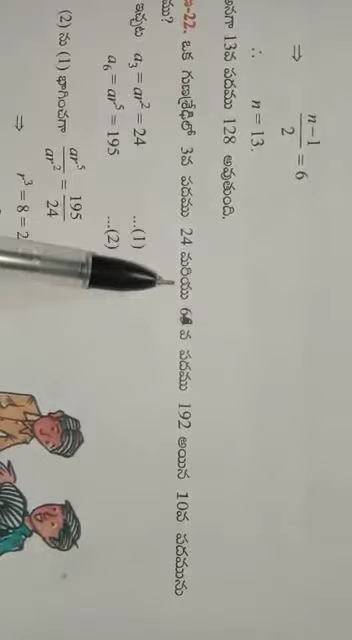 ⇒ n-1/2 = 6
∴ n = 13.
13వ పదము 128 అవుతుంది.
-22. ఒక గుణశ్రేఢిలో 3వ పదము 24 మరియు 6వ పదము 192 అయిన 10వ పదమును
ము?
a₃ = ar² = 24 ...(1)
a₆ = ar⁵ = 195 ...(2)
(2) ను (1) భాగించగా ar⁵/ar² = 195/24
⇒ r³ = 8 = 2